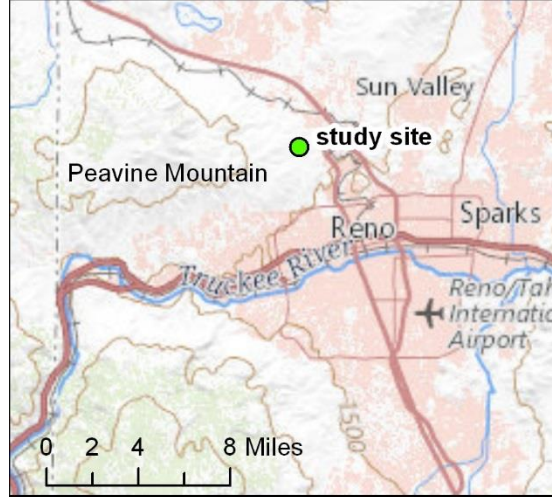 Sun Valley
study site
Peavine Mountain
Sparks
Reno
Truckee River
Reno/Tah
Internatio
Airport
1500
0 2 4 8 Miles